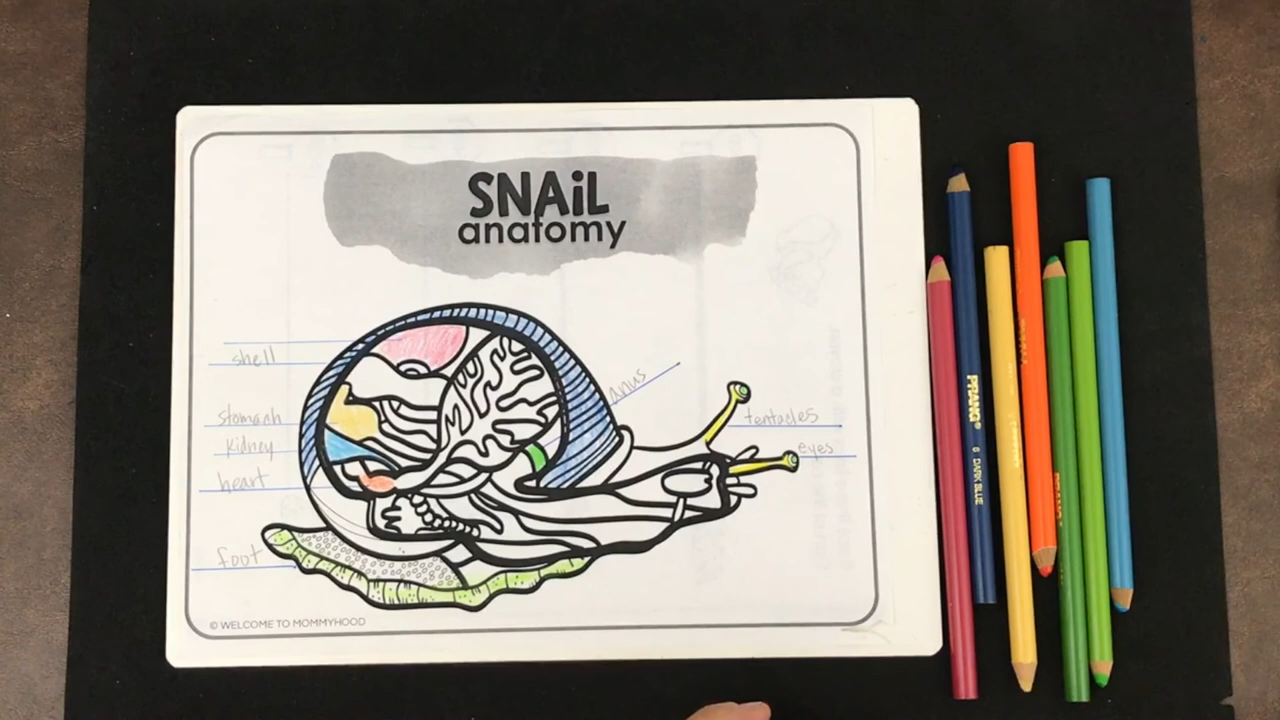 SNAiL
anatomy
shell
stomach
kidney
heart
foot
anus
tentacles
eyes
© WELCOME TO MOMMYHOOD
PRANG
DARK BLUE